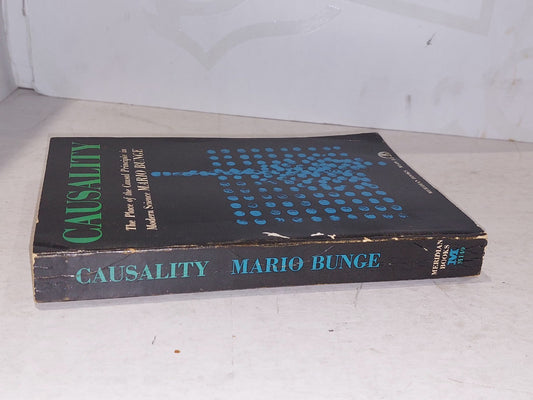 CAUSALITY
The Place of the Causal Principle in
Modern Science MARIO BUNGE
CAUSALITY MARIO BUNGE
MERIDIAN
BOOKS
M